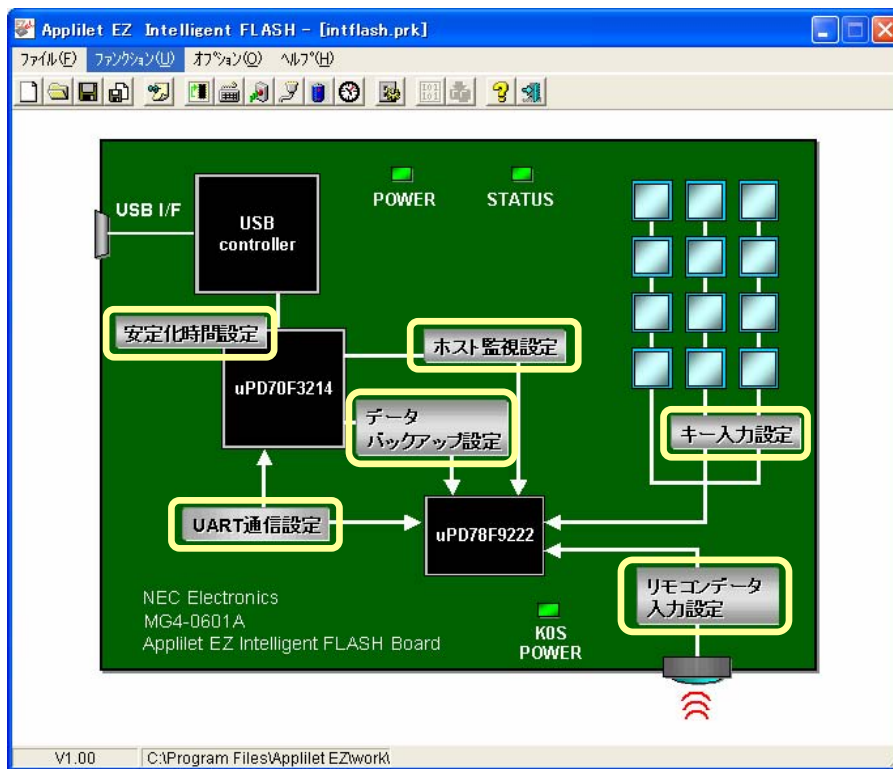 Applilet EZ Intelligent FLASH - [intflash.prk]
ファイル(F) ファンクション(U) オプション(O) ヘルプ(H)
POWER STATUS
USB I/F
USB
controller
安定化時間設定
ホスト監視設定
uPD70F3214
データ
バックアップ設定
キー入力設定
UART通信設定
uPD78F9222
リモコンデータ
入力設定
NEC Electronics
MG4-0601A
Applilet EZ Intelligent FLASH Board
K0S
POWER
V1.00 C:\Program Files\Applilet EZ\work\